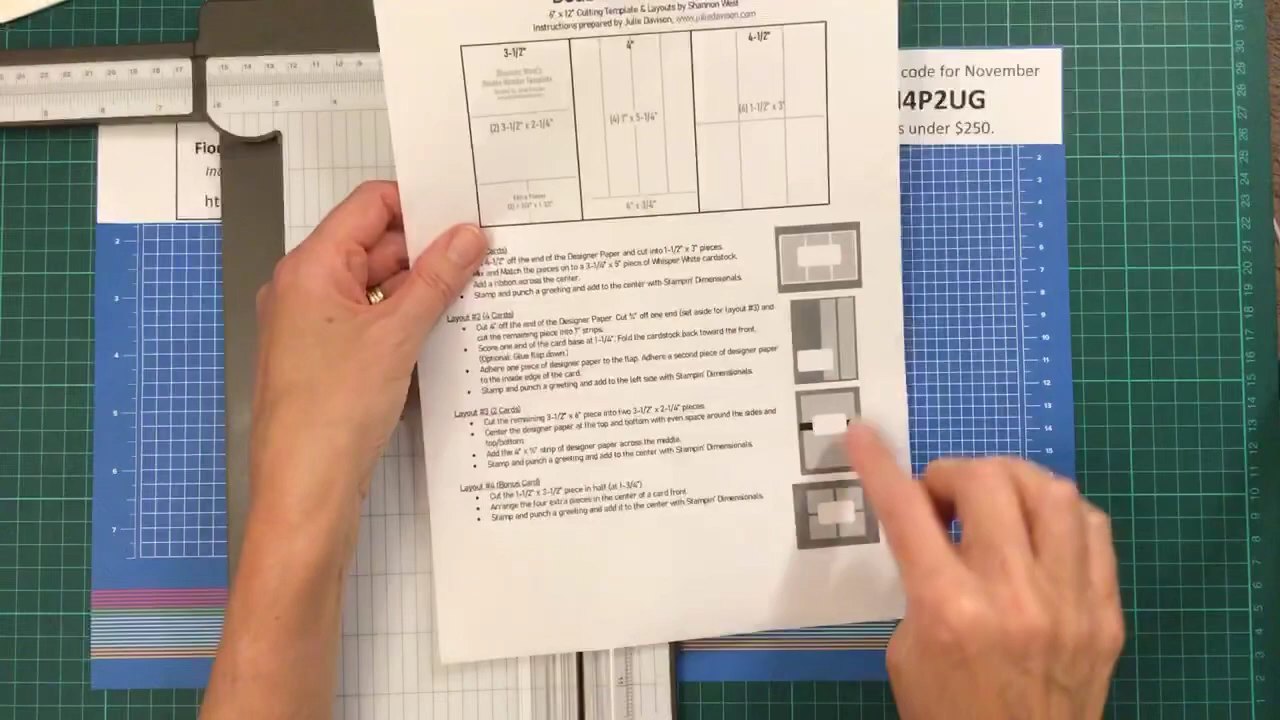 6" x 12" Cutting Template & Layouts by Shannon West
Instructions prepared by Julie Davison, www.juliedavison.com
3-1/2"
4"
4-1/2"
(2) 3-1/2" x 2-1/4"
(4) 1" x 5-1/4"
(6) 1-1/2" x 3"
4" x 3/4"
Cards)
4-1/2" off the end of the Designer Paper and cut into 1-1/2" x 3" pieces.
and Match the pieces on to a 3-1/4" x 5" piece of Whisper White cardstock.
Add a ribbon across the center.
Stamp and punch a greeting and add to the center with Stampin' Dimensionals.
Layout #2 (4 Cards)
Cut 4" off the end of the Designer Paper. Cut ¾" off one end (set aside for layout #3) and
cut the remaining piece into 1" strips.
Score one end of the card base at 1-1/4". Fold the cardstock back toward the front.
(Optional: Glue flap down.)
Adhere one piece of designer paper to the flap. Adhere a second piece of designer paper
to the inside edge of the card.
Stamp and punch a greeting and add to the left side with Stampin' Dimensionals.
Layout #3 (2 Cards)
Cut the remaining 3-1/2" x 6" piece into two 3-1/2" x 2-1/4" pieces.
Center the designer paper at the top and bottom with even space around the sides and
top/bottom.
Add the 4" x ¾" strip of designer paper across the middle.
Stamp and punch a greeting and add to the center with Stampin' Dimensionals.
Layout #4 (Bonus Card)
Cut the 1-1/2" x 3-1/2" piece in half (at 1-3/4")
Arrange the four extra pieces in the center of a card front.
Stamp and punch a greeting and add it to the center with Stampin' Dimensionals.
code for November
4P2UG
s under $250.
Fion
ht